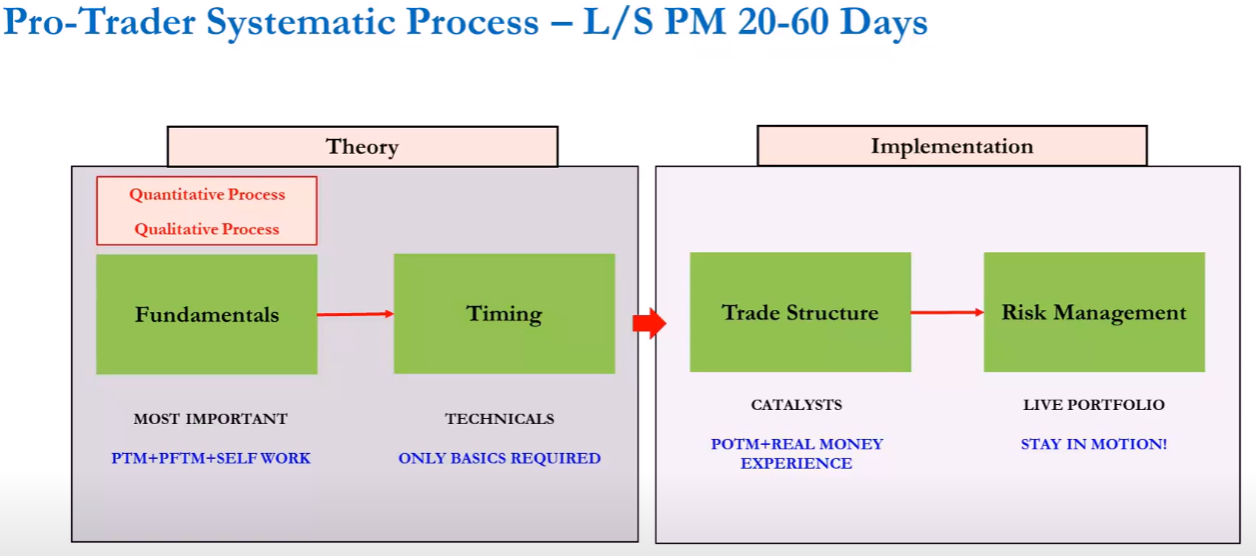 Pro-Trader Systematic Process – L/S PM 20-60 Days
Theory
Quantitative Process
Qualitative Process
Fundamentals
Timing
MOST IMPORTANT
PTM+PFTM+SELF WORK
TECHNICALS
ONLY BASICS REQUIRED
Implementation
Trade Structure
Risk Management
CATALYSTS
POTM+REAL MONEY
EXPERIENCE
LIVE PORTFOLIO
STAY IN MOTION!